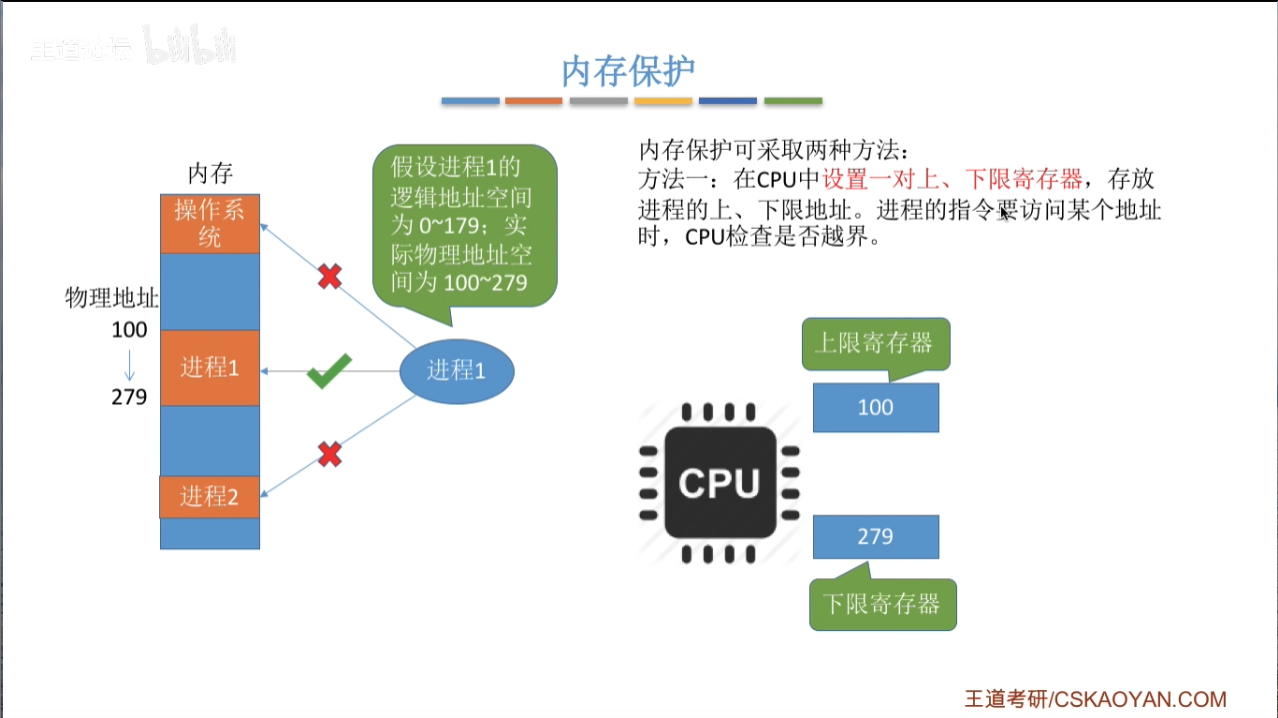 王道考研 bilibili
内存保护
内存
操作系
统
物理地址
100
279
进程1
进程2
假设进程1的
逻辑地址空间
为 0~179；实
际物理地址空
间为 100~279
进程1
内存保护可采取两种方法：
方法一：在CPU中设置一对上、下限寄存器，存放
进程的上、下限地址。进程的指令要访问某个地址
时，CPU检查是否越界。
上限寄存器
100
CPU
279
下限寄存器
王道考研/CSKAOYAN.COM